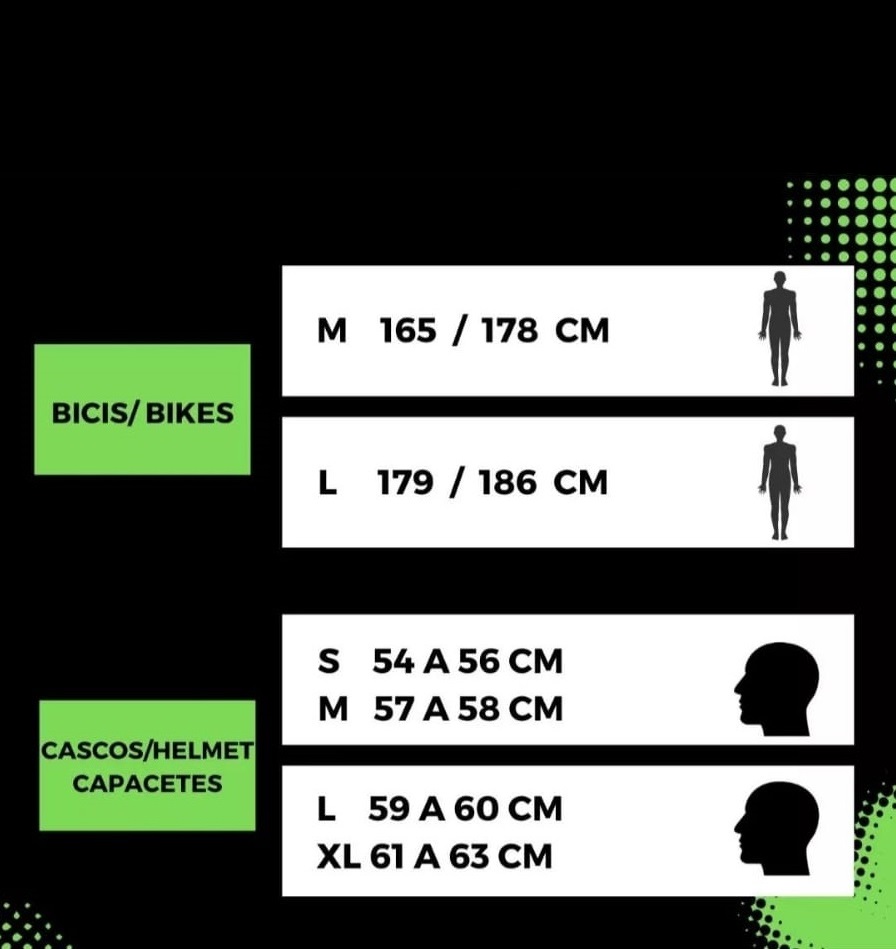 BICIS/ BIKES
M 165 / 178 CM
L 179 / 186 CM
CASCOS/HELMET
CAPACETES
S 54 A 56 CM
M 57 A 58 CM
L 59 A 60 CM
XL 61 A 63 CM